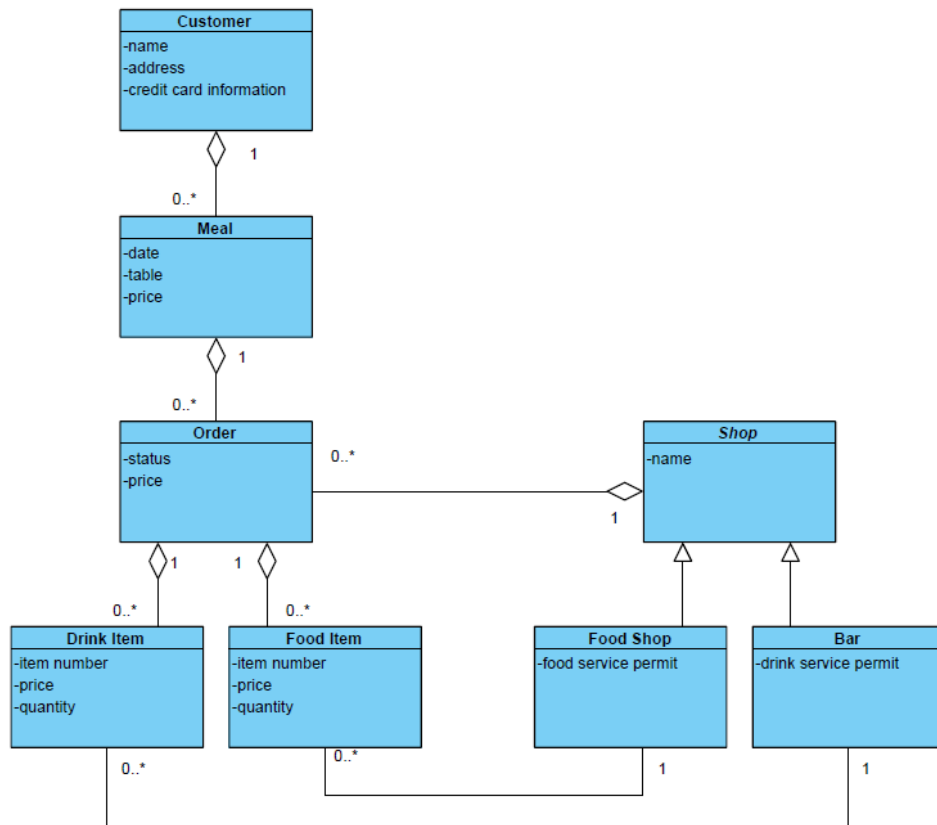 Customer
-name
-address
-credit card information
1
0..*
Meal
-date
-table
-price
1
0..*
Order
-status
-price
0..*
1
Shop
-name
1
1
0..*
0..*
Drink Item
-item number
-price
-quantity
Food Item
-item number
-price
-quantity
Food Shop
-food service permit
Bar
-drink service permit
0..*
0..*
1
1